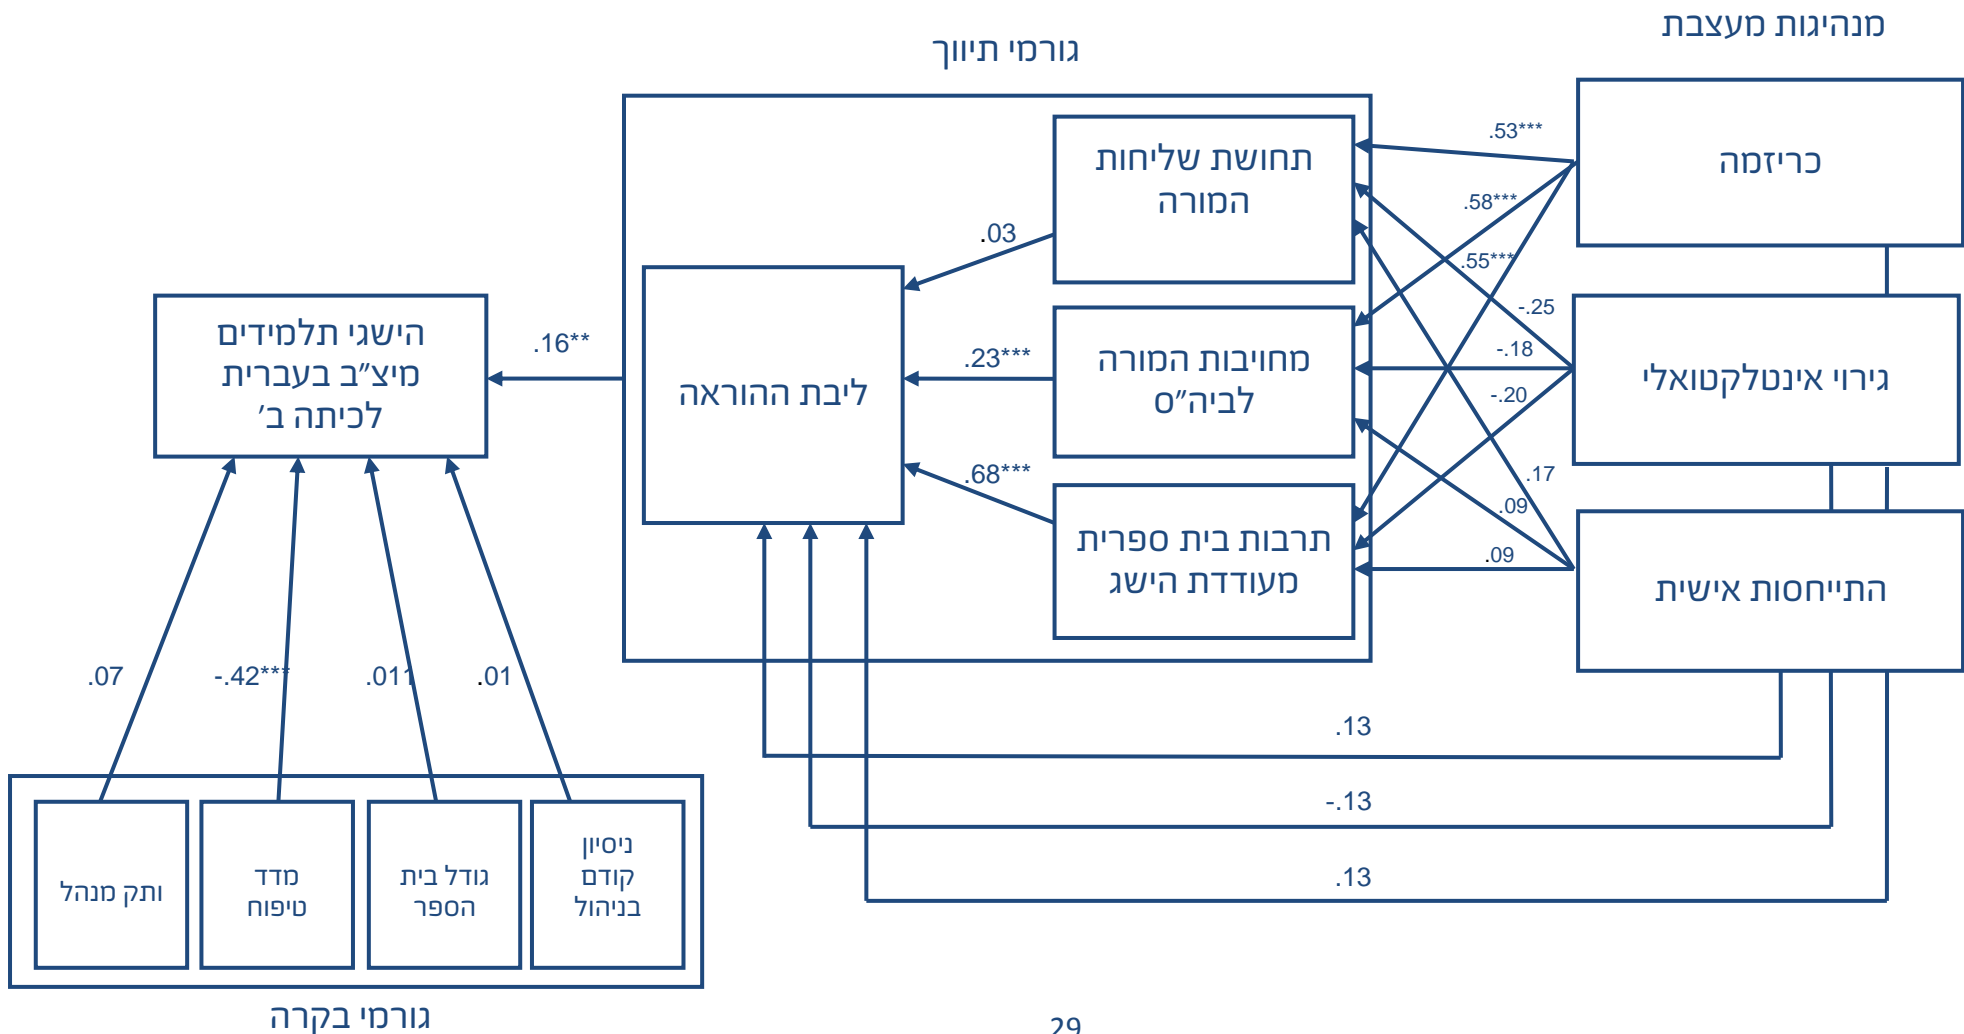 מנהיגות מעצבת
גורמי תיווך
כריזמה
גירוי אינטלקטואלי
התייחסות אישית
.53***
.58***
.55***
-.25
-.18
-.20
.17
.09
.09
תחושת שליחות
המורה
מחויבות המורה
לביה״ס
תרבות בית ספרית
מעודדת הישג
.03
.23***
.68***
ליבת ההוראה
.16**
הישגי תלמידים
מיצ״ב בעברית
לכיתה ב׳
.13
-.13
.13
.07
-.42***
.011
.01
ניסיון
קודם
בניהול
גודל בית
הספר
מדד
טיפוח
ותק מנהל
גורמי בקרה
29